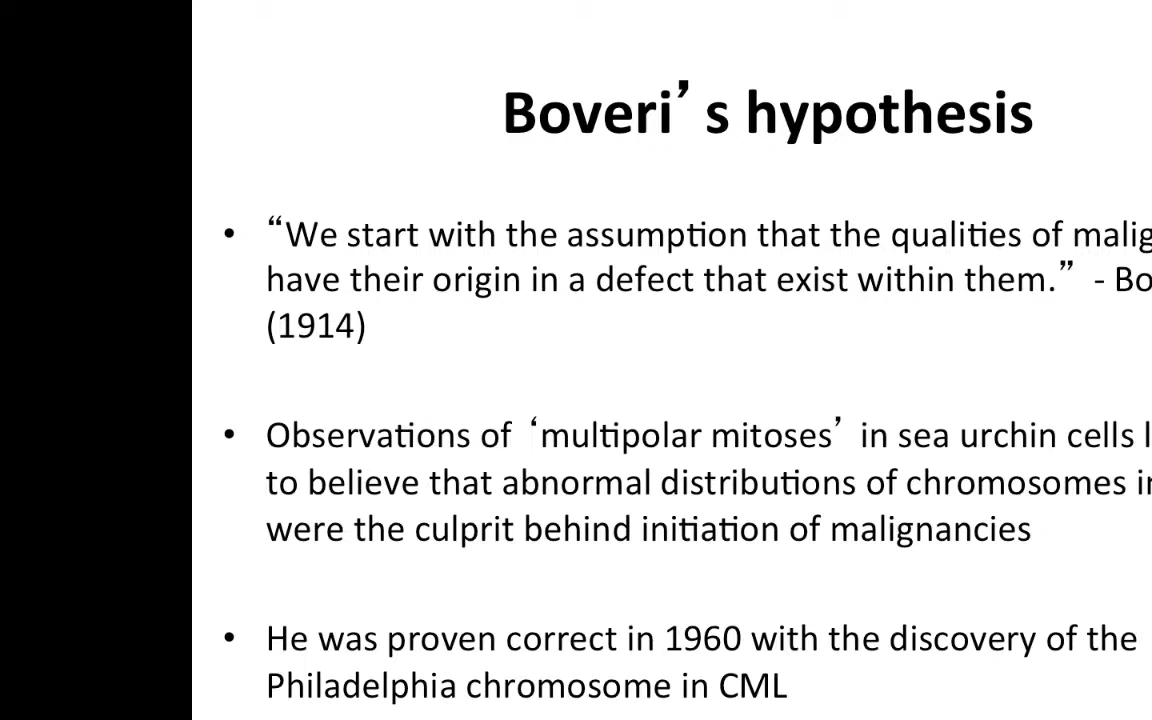 Boveri’s hypothesis
• “We start with the assumption that the qualities of
have their origin in a defect that exist within them.” -
(1914)
• Observations of ‘multipolar mitoses’ in sea urchin cells
to believe that abnormal distributions of chromosomes
were the culprit behind initiation of malignancies
• He was proven correct in 1960 with the discovery of the
Philadelphia chromosome in CML